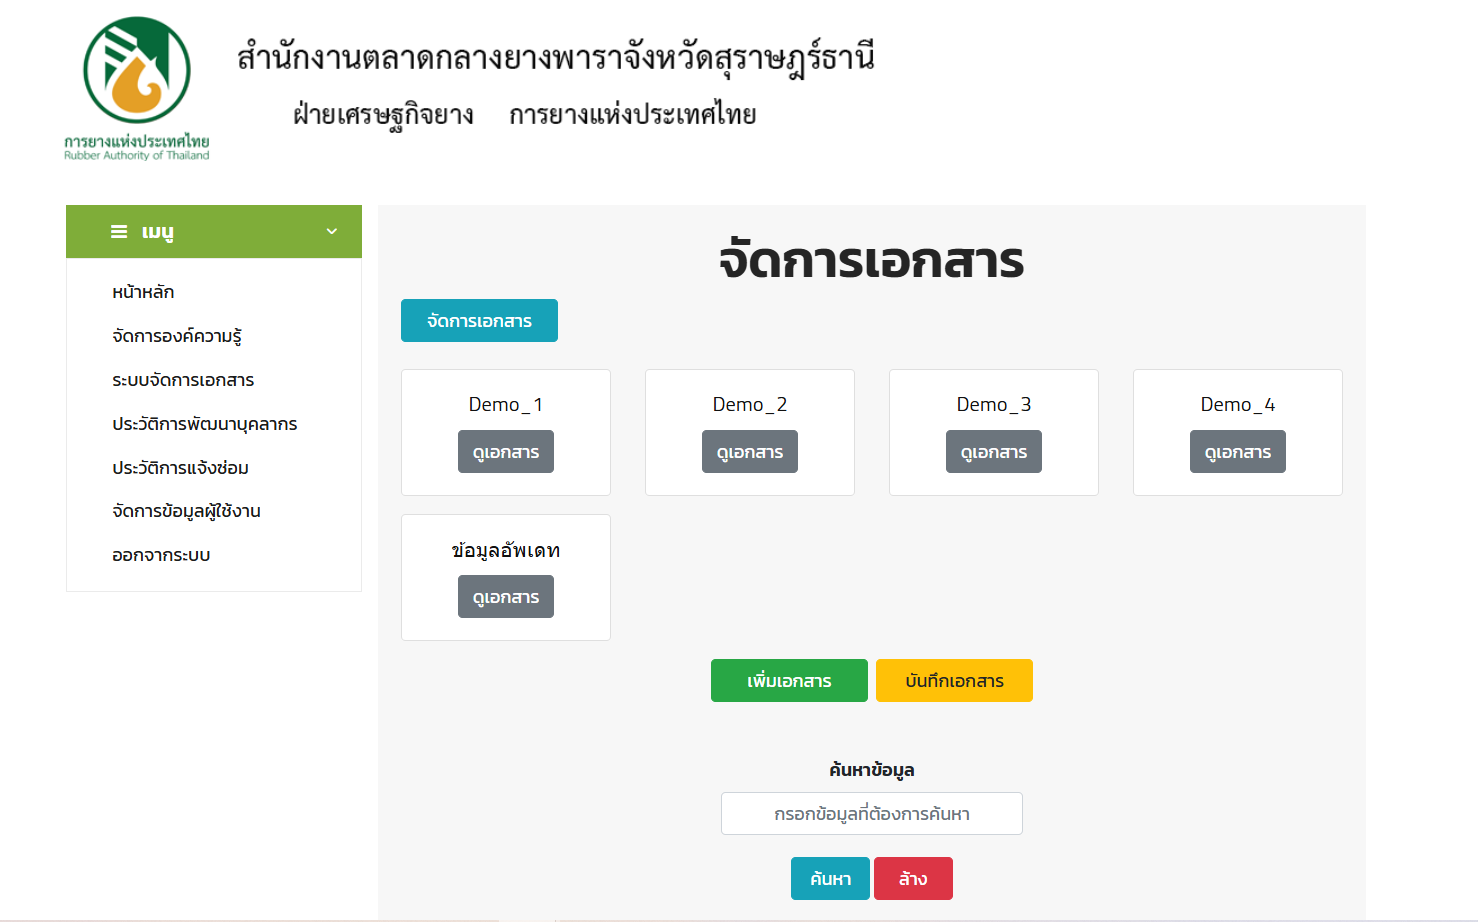 สำนักงานตลาดกลางยางพาราจังหวัดสุราษฎร์ธานี
ฝ่ายเศรษฐกิจยาง การยางแห่งประเทศไทย
การยางแห่งประเทศไทย
Rubber Authority of Thailand
เมนู
หน้าหลัก
จัดการองค์ความรู้
ระบบจัดการเอกสาร
ประวัติการพัฒนาบุคลากร
ประวัติการแจ้งซ่อม
จัดการข้อมูลผู้ใช้งาน
ออกจากระบบ
จัดการเอกสาร
จัดการเอกสาร
Demo_1 Demo_2 Demo_3 Demo_4
ดูเอกสาร ดูเอกสาร ดูเอกสาร ดูเอกสาร
ข้อมูลอัพเดท
ดูเอกสาร
เพิ่มเอกสาร บันทึกเอกสาร
ค้นหาข้อมูล
กรอกข้อมูลที่ต้องการค้นหา
ค้นหา ล้าง